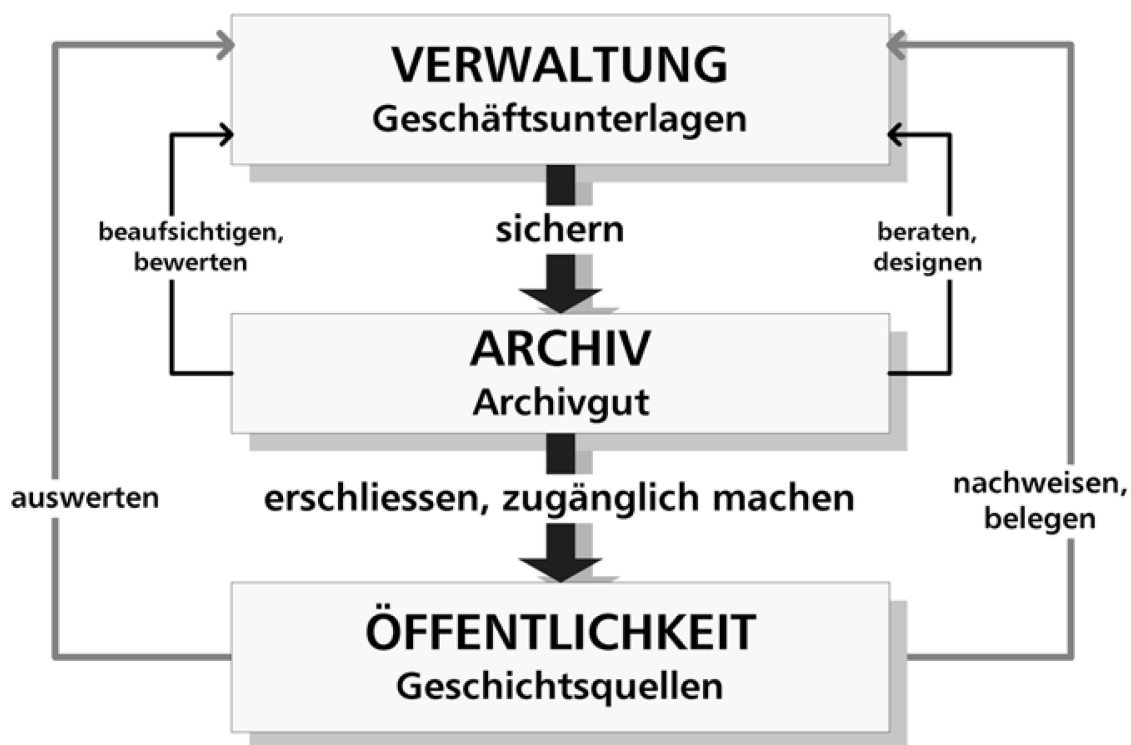 VERWALTUNG
Geschäftsunterlagen
beaufsichtigen,
bewerten
sichern
beraten,
designen
ARCHIV
Archivgut
auswerten
erschliessen, zugänglich machen
nachweisen,
belegen
ÖFFENTLICHKEIT
Geschichtsquellen